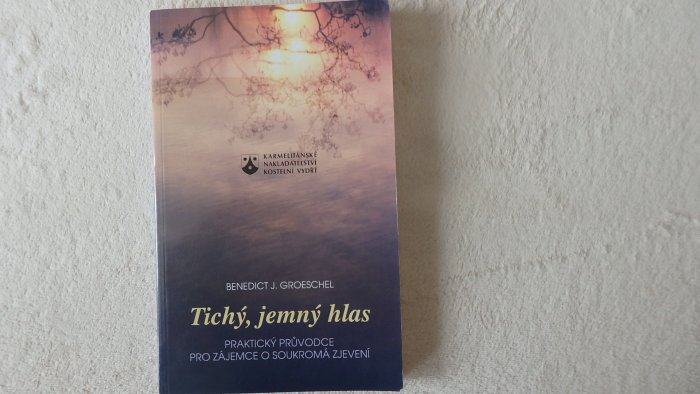 KARMELITÁNSKÉ
NAKLADATELSTVÍ
KOSTELNÍ VYDŘÍ
BENEDICT J. GROESCHEL
Tichý, jemný hlas
PRAKTICKÝ PRŮVODCE
PRO ZÁJEMCE O SOUKROMÁ ZJEVENÍ